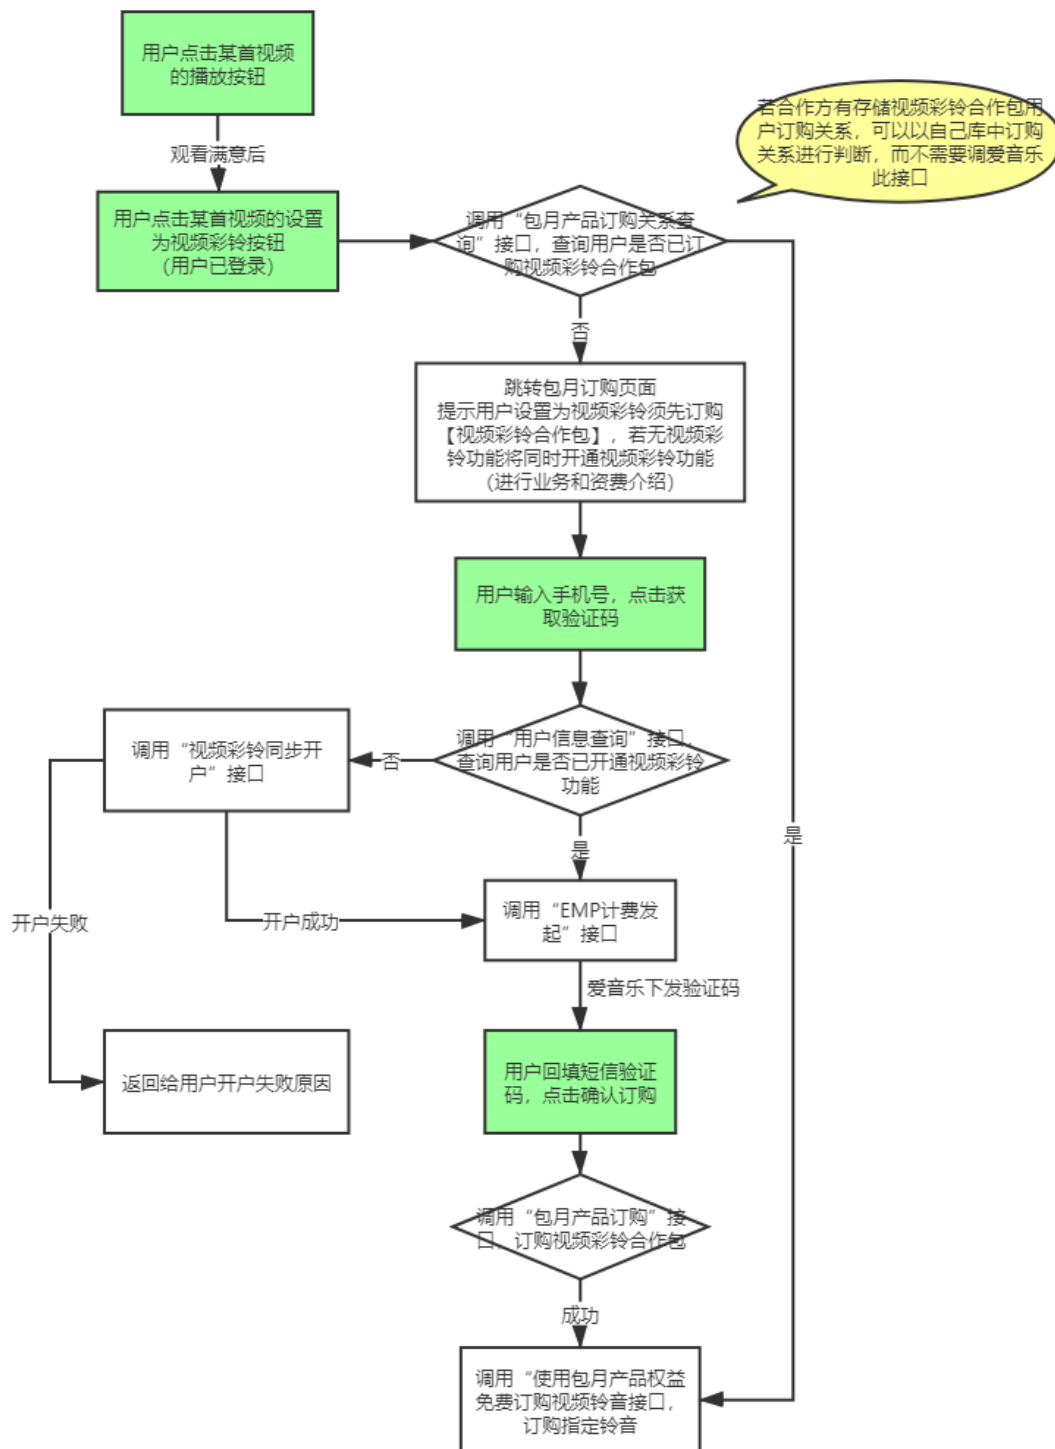 用户点击某首视频
的播放按钮
观看满意后
用户点击某首视频的设置
为视频彩铃按钮
（用户已登录）
若合作方有存储视频彩铃合作包用
户订购关系，可以以自己库中订购
关系进行判断，而不需要调爱音乐
此接口
调用“包月产品订购关系查
询”接口，查询用户是否已订
购视频彩铃合作包
否
跳转包月订购页面
提示用户设置为视频彩铃须先订购
【视频彩铃合作包】，若无视频彩
铃功能将同时开通视频彩铃功能
（进行业务和资费介绍）
用户输入手机号，点击获
取验证码
调用“用户信息查询”接口，
查询用户是否已开通视频彩铃
功能
否
调用“视频彩铃同步开
户”接口
是
是
开户失败
开户成功
调用“EMP计费发
起”接口
爱音乐下发验证码
返回给用户开户失败原因
用户回填短信验证
码，点击确认订购
调用“包月产品订购”接
口，订购视频彩铃合作包
成功
调用“使用包月产品权益
免费订购视频铃音接口，
订购指定铃音